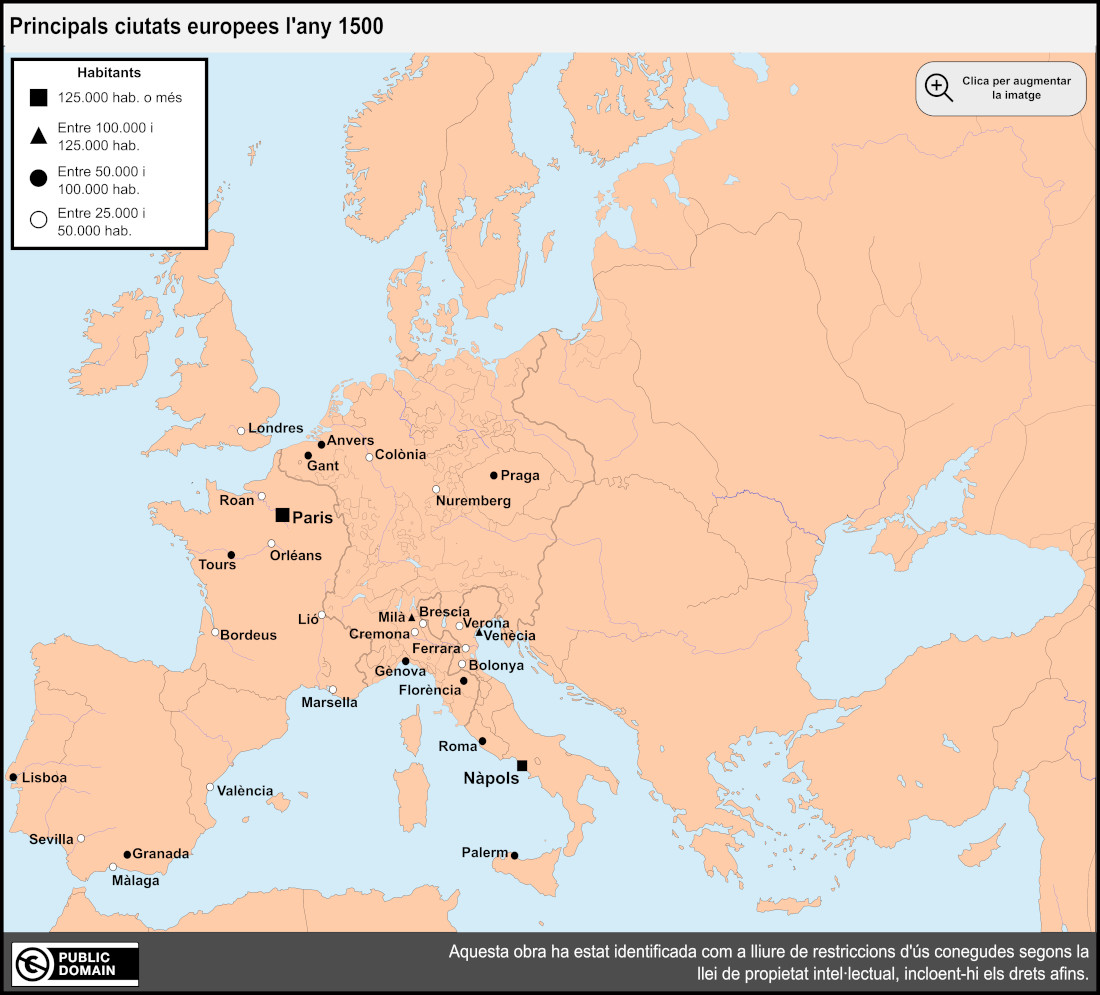 Principals ciutats europees l'any 1500
Habitants
125.000 hab. o més
Entre 100.000 i
125.000 hab.
Entre 50.000 i
100.000 hab.
Entre 25.000 i
50.000 hab.
Clica per augmentar
la imatge
Londres
Anvers
Gant
Colònia
Praga
Roan
Nuremberg
Paris
Orléans
Tours
Lió
Milà
Brescia
Verona
Cremona
Venècia
Bordeus
Ferrara
Gènova
Bolonya
Florència
Marsella
Roma
Nàpols
Lisboa
València
Sevilla
Granada
Palerm
Màlaga
PUBLIC
DOMAIN
Aquesta obra ha estat identificada com a lliure de restriccions d'ús conegudes segons la
llei de propietat intel·lectual, incloent-hi els drets afins.